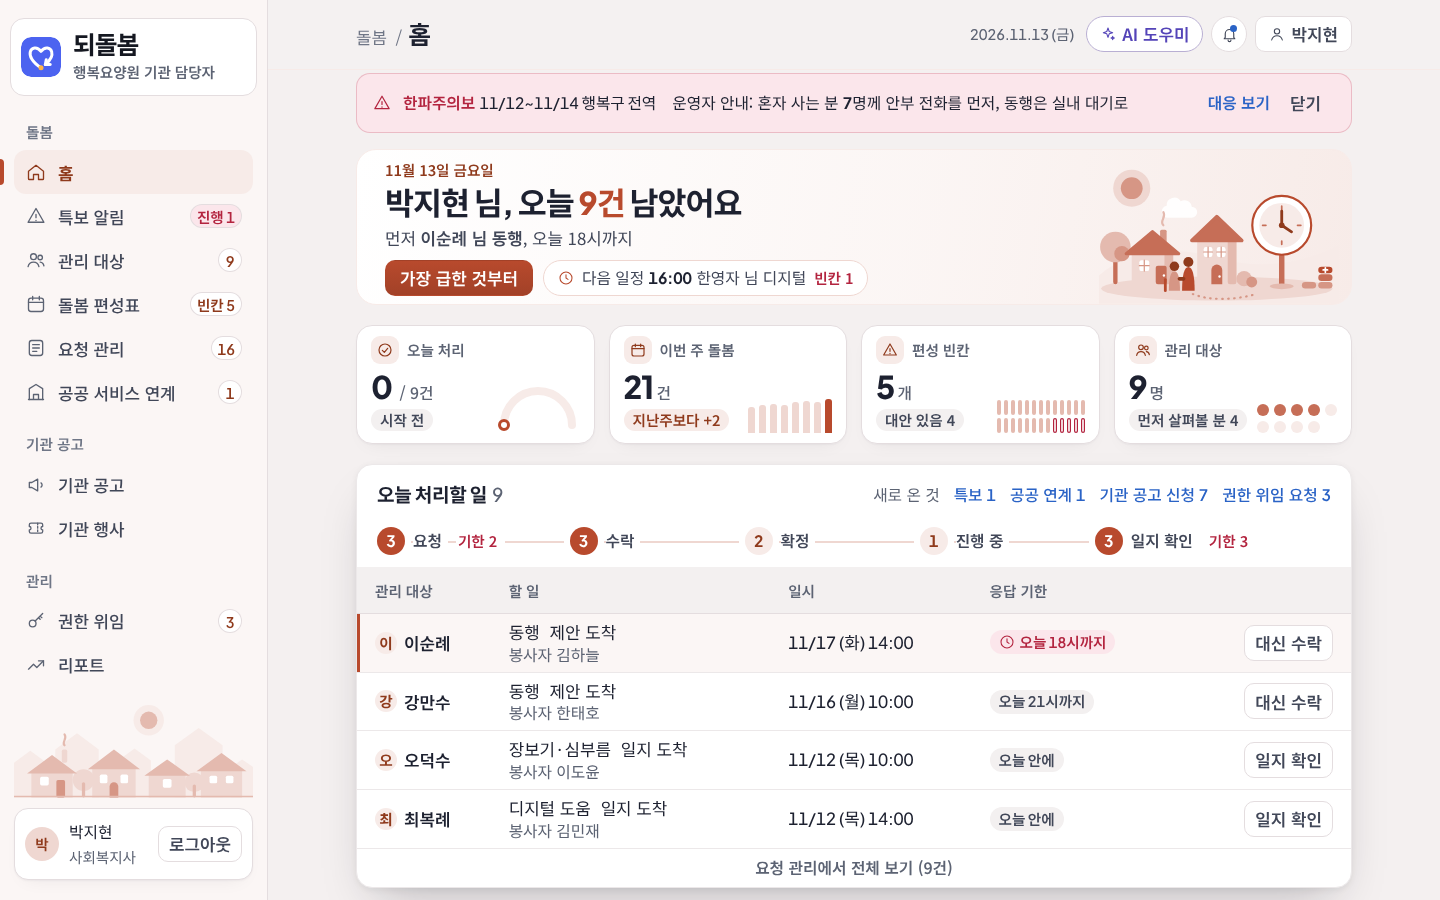 되돌봄
행복요양원 기관 담당자
돌봄
홈
특보 알림 진행 1
관리 대상 9
돌봄 편성표 빈칸 5
요청 관리 16
공공 서비스 연계 1
기관 공고
기관 공고
기관 행사
관리
권한 위임 3
리포트
박 박지현
사회복지사
로그아웃
돌봄 / 홈
2026.11.13 (금) AI 도우미 박지현
한파주의보 11/12~11/14 행복구 전역 운영자 안내: 혼자 사는 분 7명께 안부 전화를 먼저, 동행은 실내 대기로 대응 보기 닫기
11월 13일 금요일
박지현 님, 오늘 9건 남았어요
먼저 이순례 님 동행, 오늘 18시까지
가장 급한 것부터 다음 일정 16:00 한영자 님 디지털 빈칸 1
오늘 처리
0 / 9건
시작 전
이번 주 돌봄
21건
지난주보다 +2
편성 빈칸
5개
대안 있음 4
관리 대상
9명
먼저 살펴볼 분 4
오늘 처리할 일 9
새로 온 것 특보 1 공공 연계 1 기관 공고 신청 7 권한 위임 요청 3
3 요청 기한 2 3 수락 2 확정 1 진행 중 3 일지 확인 기한 3
관리 대상 할 일 일시 응답 기한
이 이순례 동행 제안 도착 11/17 (화) 14:00 오늘 18시까지 대신 수락
봉사자 김하늘
강 강만수 동행 제안 도착 11/16 (월) 10:00 오늘 21시까지 대신 수락
봉사자 한태호
오 오덕수 장보기·심부름 일지 도착 11/12 (목) 10:00 오늘 안에 일지 확인
봉사자 이도윤
최 최복례 디지털 도움 일지 도착 11/12 (목) 14:00 오늘 안에 일지 확인
봉사자 김민재
요청 관리에서 전체 보기 (9건)